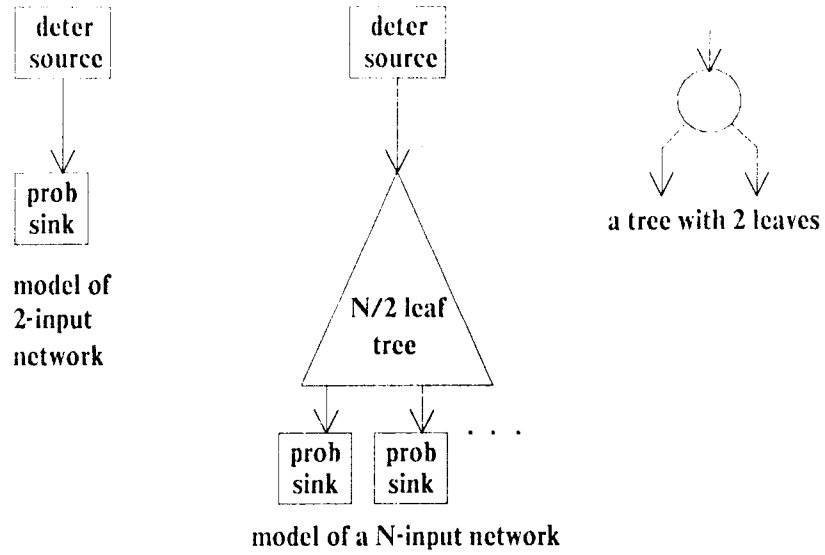 deter
source
prob
sink
model of
2-input
network
deter
source
N/2 leaf
tree
prob
sink
prob
sink
. . .
model of a N-input network
a tree with 2 leaves